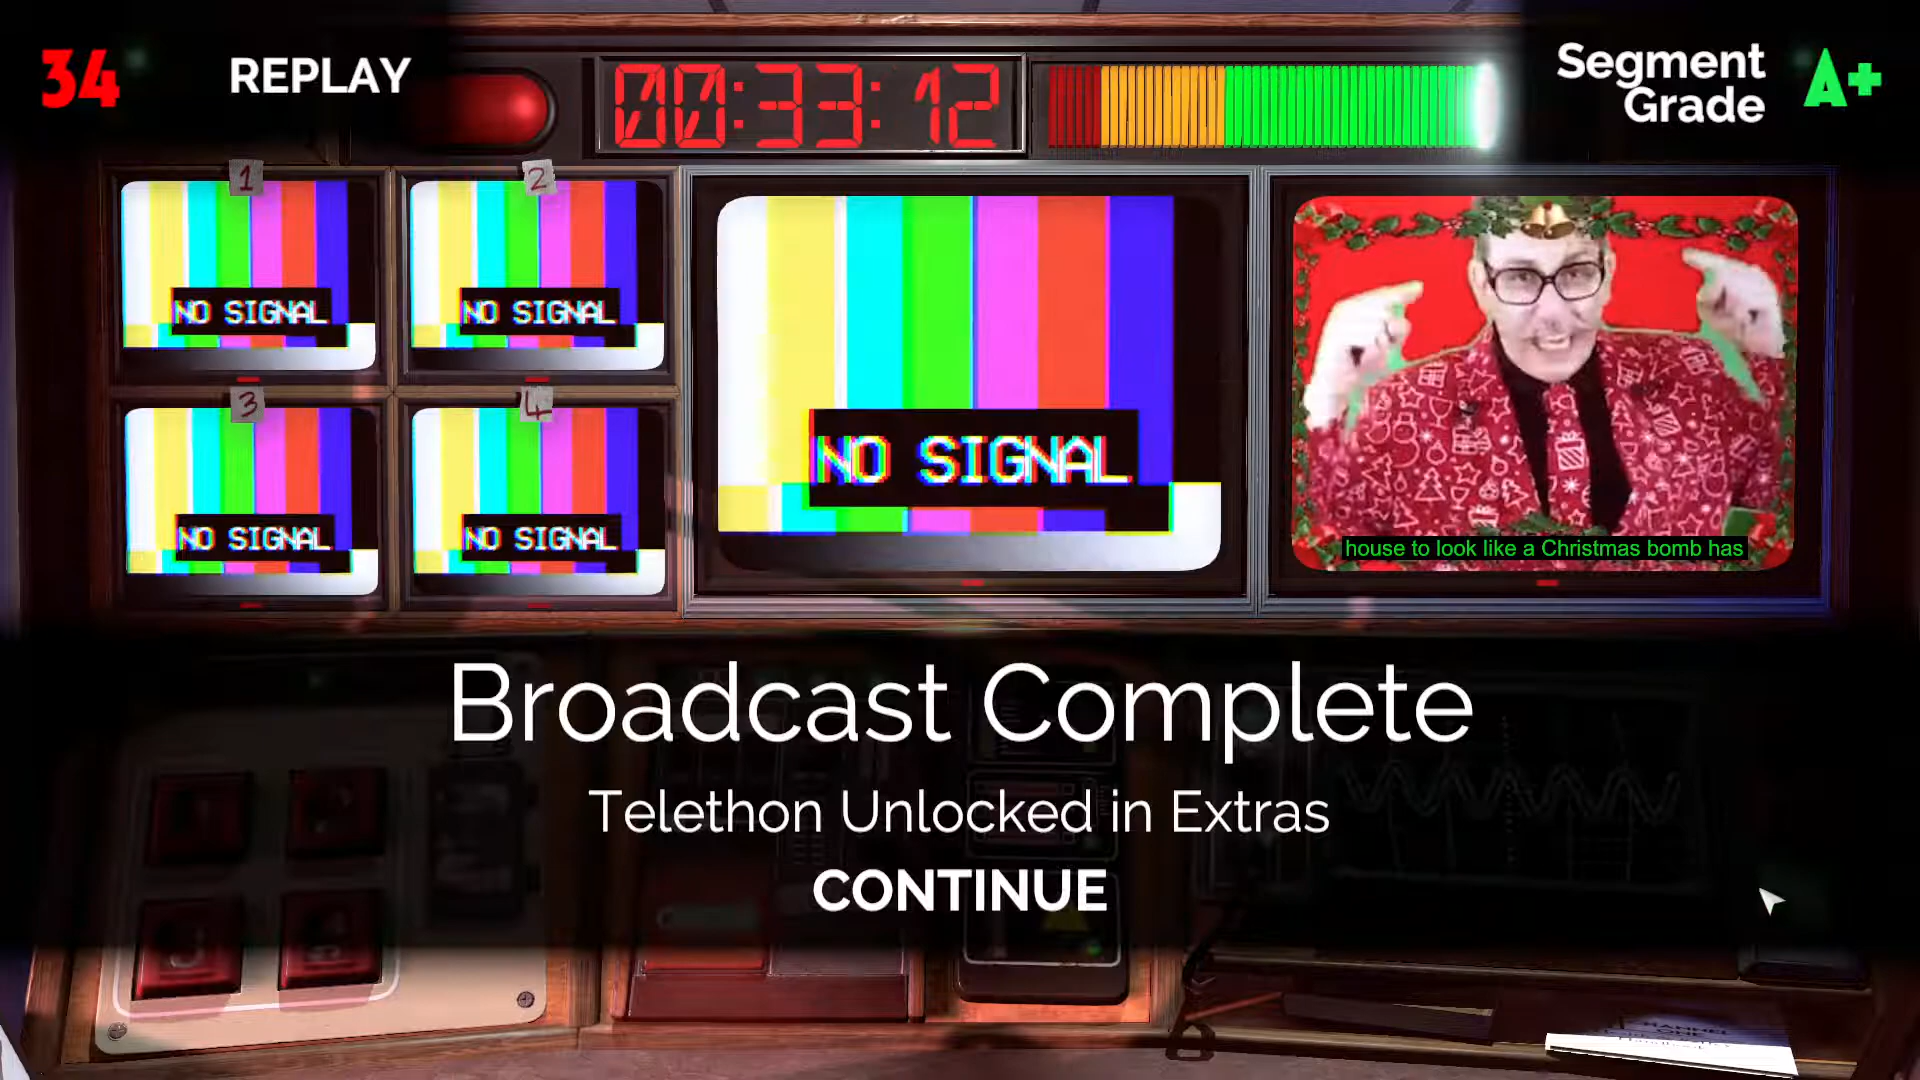 34
REPLAY
00:33:12
Segment
Grade
A+
1
2
NO SIGNAL
NO SIGNAL
3
4
NO SIGNAL
NO SIGNAL
NO SIGNAL
house to look like a Christmas bomb has
Broadcast Complete
Telethon Unlocked in Extras
CONTINUE